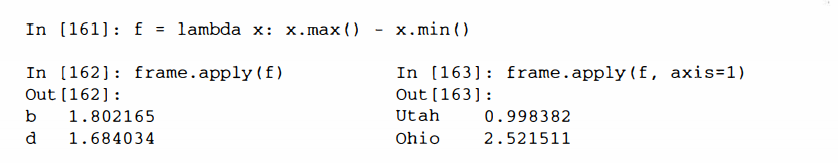 In [161]: f = lambda x: x.max() - x.min()
In [162]: frame.apply(f)
Out[162]:
b 1.802165
d 1.684034
In [163]: frame.apply(f, axis=1)
Out[163]:
Utah 0.998382
Ohio 2.521511